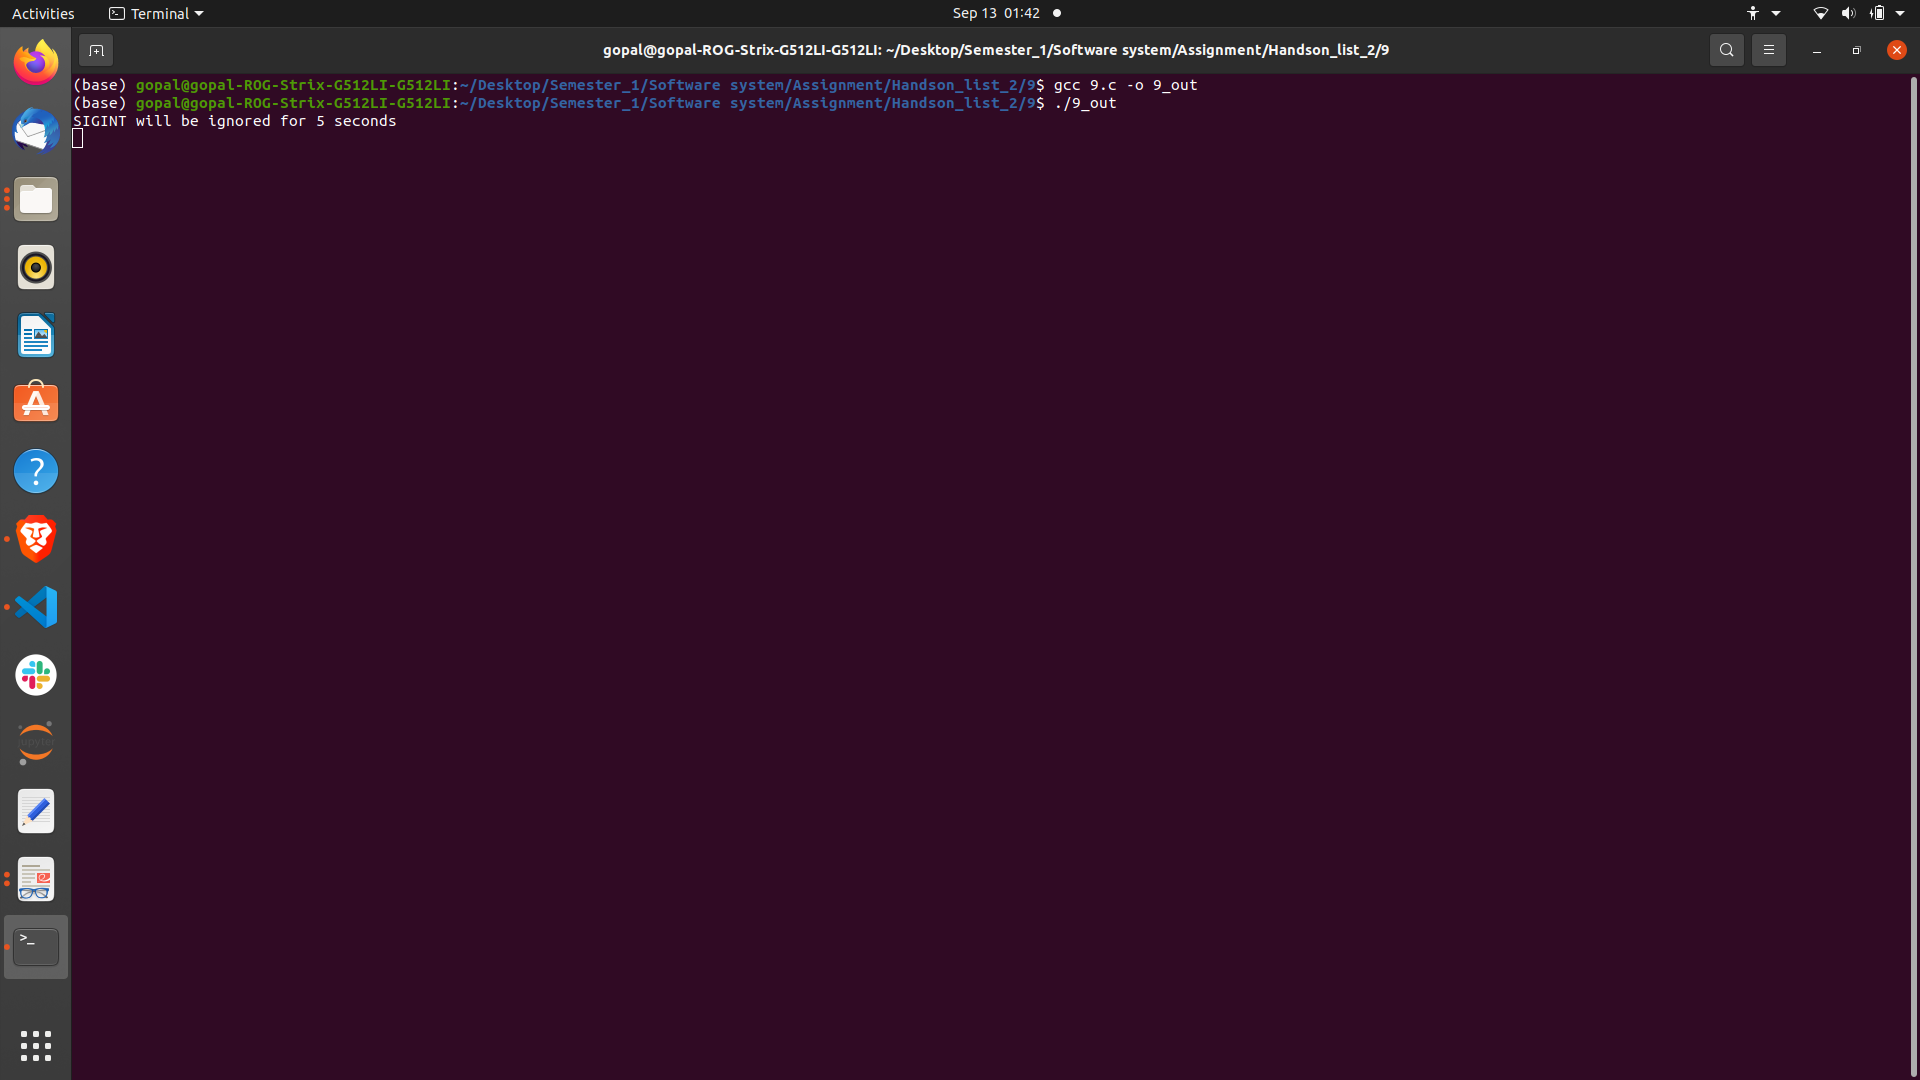 Activities Terminal Sep 13 01:42
gopal@gopal-ROG-Strix-G512LI-G512LI: ~/Desktop/Semester_1/Software system/Assignment/Handson_list_2/9
(base) gopal@gopal-ROG-Strix-G512LI-G512LI:~/Desktop/Semester_1/Software system/Assignment/Handson_list_2/9$ gcc 9.c -o 9_out
(base) gopal@gopal-ROG-Strix-G512LI-G512LI:~/Desktop/Semester_1/Software system/Assignment/Handson_list_2/9$ ./9_out
SIGINT will be ignored for 5 seconds